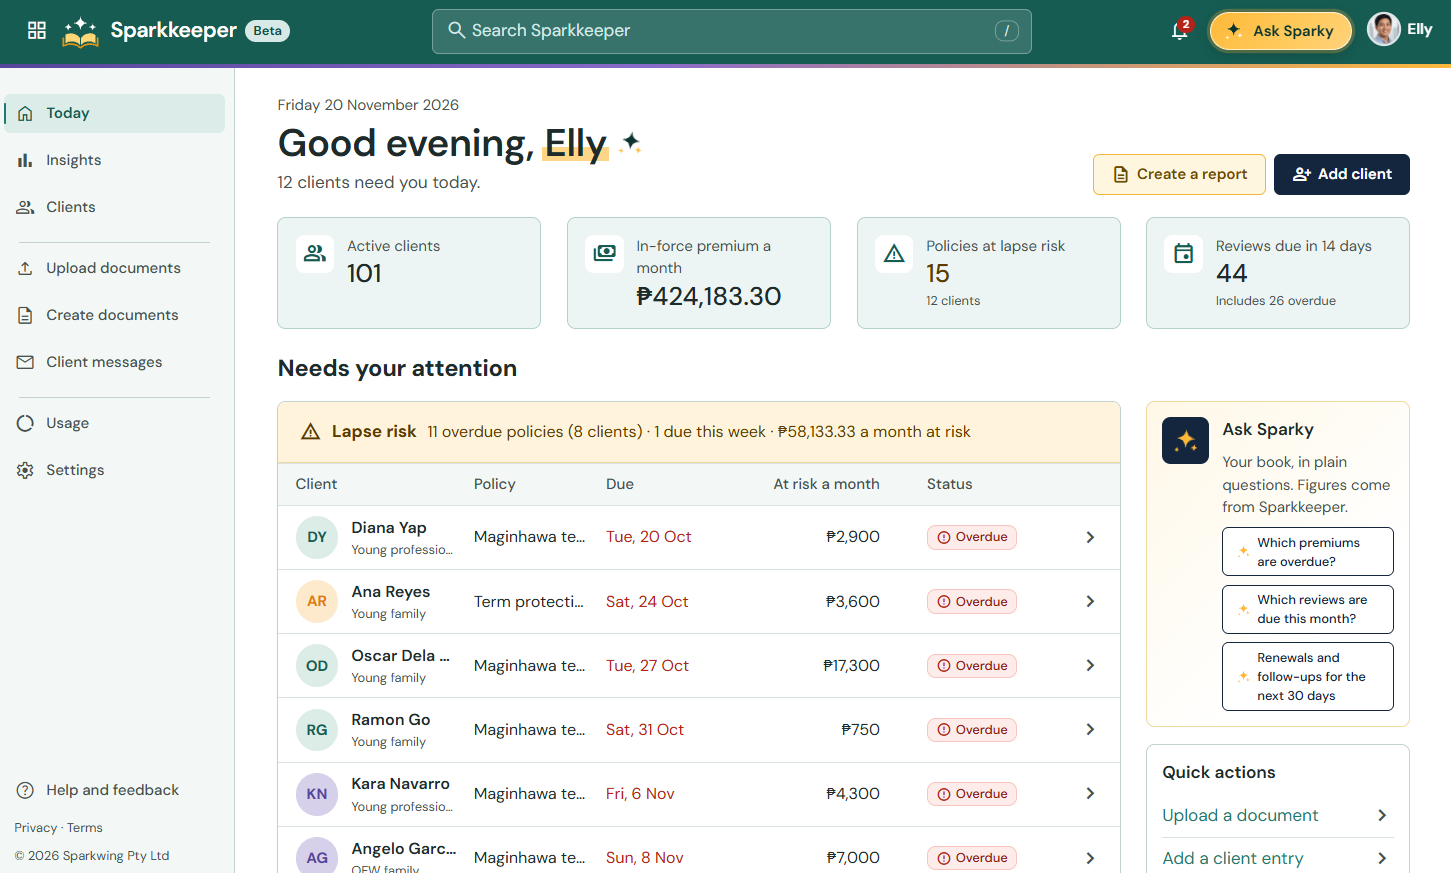 Sparkkeeper Beta
Search Sparkkeeper /
2
Ask Sparky
Elly
Today
Insights
Clients
Upload documents
Create documents
Client messages
Usage
Settings
Help and feedback
Privacy · Terms
© 2026 Sparkwing Pty Ltd
Friday 20 November 2026
Good evening, Elly
12 clients need you today.
Create a report
Add client
Active clients
101
In-force premium a
month
₱424,183.30
Policies at lapse risk
15
12 clients
Reviews due in 14 days
44
Includes 26 overdue
Needs your attention
Lapse risk 11 overdue policies (8 clients) · 1 due this week · ₱58,133.33 a month at risk
Client Policy Due At risk a month Status
DY Diana Yap Maginhawa te... Tue, 20 Oct ₱2,900 Overdue
Young professio...
AR Ana Reyes Term protecti... Sat, 24 Oct ₱3,600 Overdue
Young family
OD Oscar Dela ... Maginhawa te... Tue, 27 Oct ₱17,300 Overdue
Young family
RG Ramon Go Maginhawa te... Sat, 31 Oct ₱750 Overdue
Young family
KN Kara Navarro Maginhawa te... Fri, 6 Nov ₱4,300 Overdue
Young professio...
AG Angelo Garc... Maginhawa te... Sun, 8 Nov ₱7,000 Overdue
OFW family
Ask Sparky
Your book, in plain
questions. Figures come
from Sparkkeeper.
Which premiums
are overdue?
Which reviews are
due this month?
Renewals and
follow-ups for the
next 30 days
Quick actions
Upload a document
Add a client entry